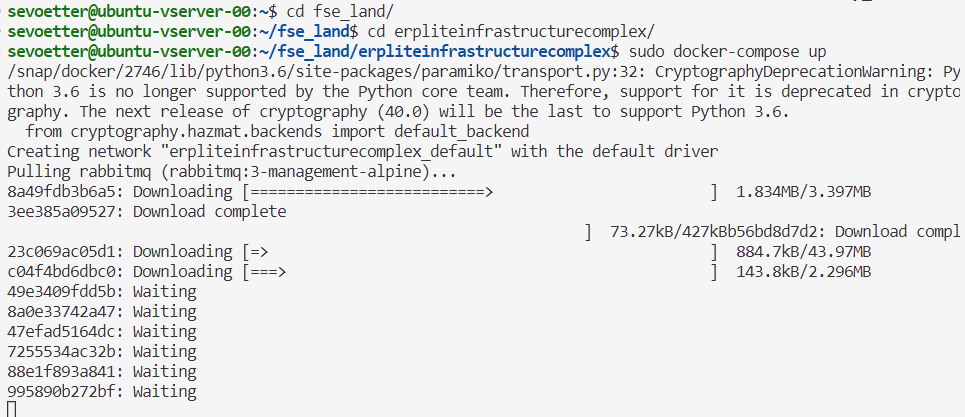 sevoetter@ubuntu-vserver-00:~$ cd fse_land/
sevoetter@ubuntu-vserver-00:~/fse_land$ cd erpliteinfrastructurecomplex/
sevoetter@ubuntu-vserver-00:~/fse_land/erpliteinfrastructurecomplex$ sudo docker-compose up
/snap/docker/2746/lib/python3.6/site-packages/paramiko/transport.py:32: CryptographyDeprecationWarning: Py
thon 3.6 is no longer supported by the Python core team. Therefore, support for it is deprecated in crypto
graphy. The next release of cryptography (40.0) will be the last to support Python 3.6.
  from cryptography.hazmat.backends import default_backend
Creating network "erpliteinfrastructurecomplex_default" with the default driver
Pulling rabbitmq (rabbitmq:3-management-alpine)...
8a49fdb3b6a5: Downloading [==========================>                       ]  1.834MB/3.397MB
3ee385a09527: Download complete
                                                                ]  73.27kB/427kBb56bd8d7d2: Download compl
23c069ac05d1: Downloading [=>                                                ]  884.7kB/43.97MB
c04f4bd6dbc0: Downloading [===>                                              ]  143.8kB/2.296MB
49e3409fdd5b: Waiting
8a0e33742a47: Waiting
47efad5164dc: Waiting
7255534ac32b: Waiting
88e1f893a841: Waiting
995890b272bf: Waiting